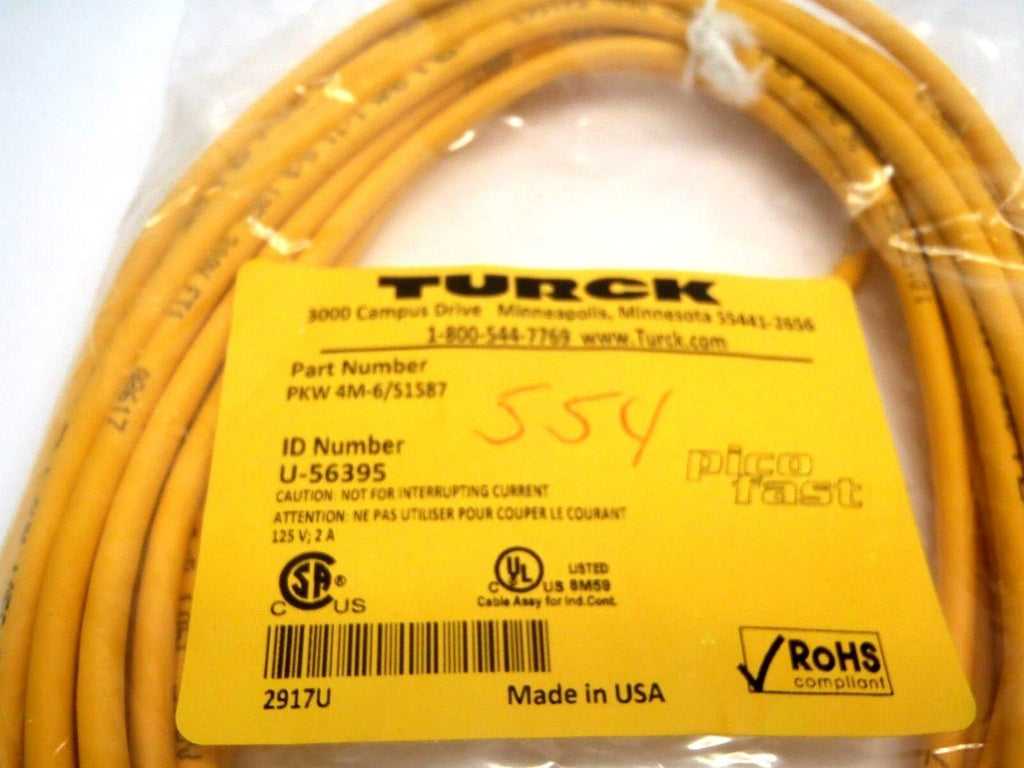 TURCK
3000 Campus Drive Minneapolis, Minnesota 55441-2656
1-800-544-7769 www.Turck.com
Part Number
PKW 4M-6/S1587
554
ID Number
U-56395
pico
fast
CAUTION: NOT FOR INTERRUPTING CURRENT
ATTENTION: NE PAS UTILISER POUR COUPER LE COURANT
125 V; 2 A
CSA®
C US
C UL US LISTED
8M59
Cable Assy for Ind.Cont.
RoHS
compliant
2917U
Made in USA